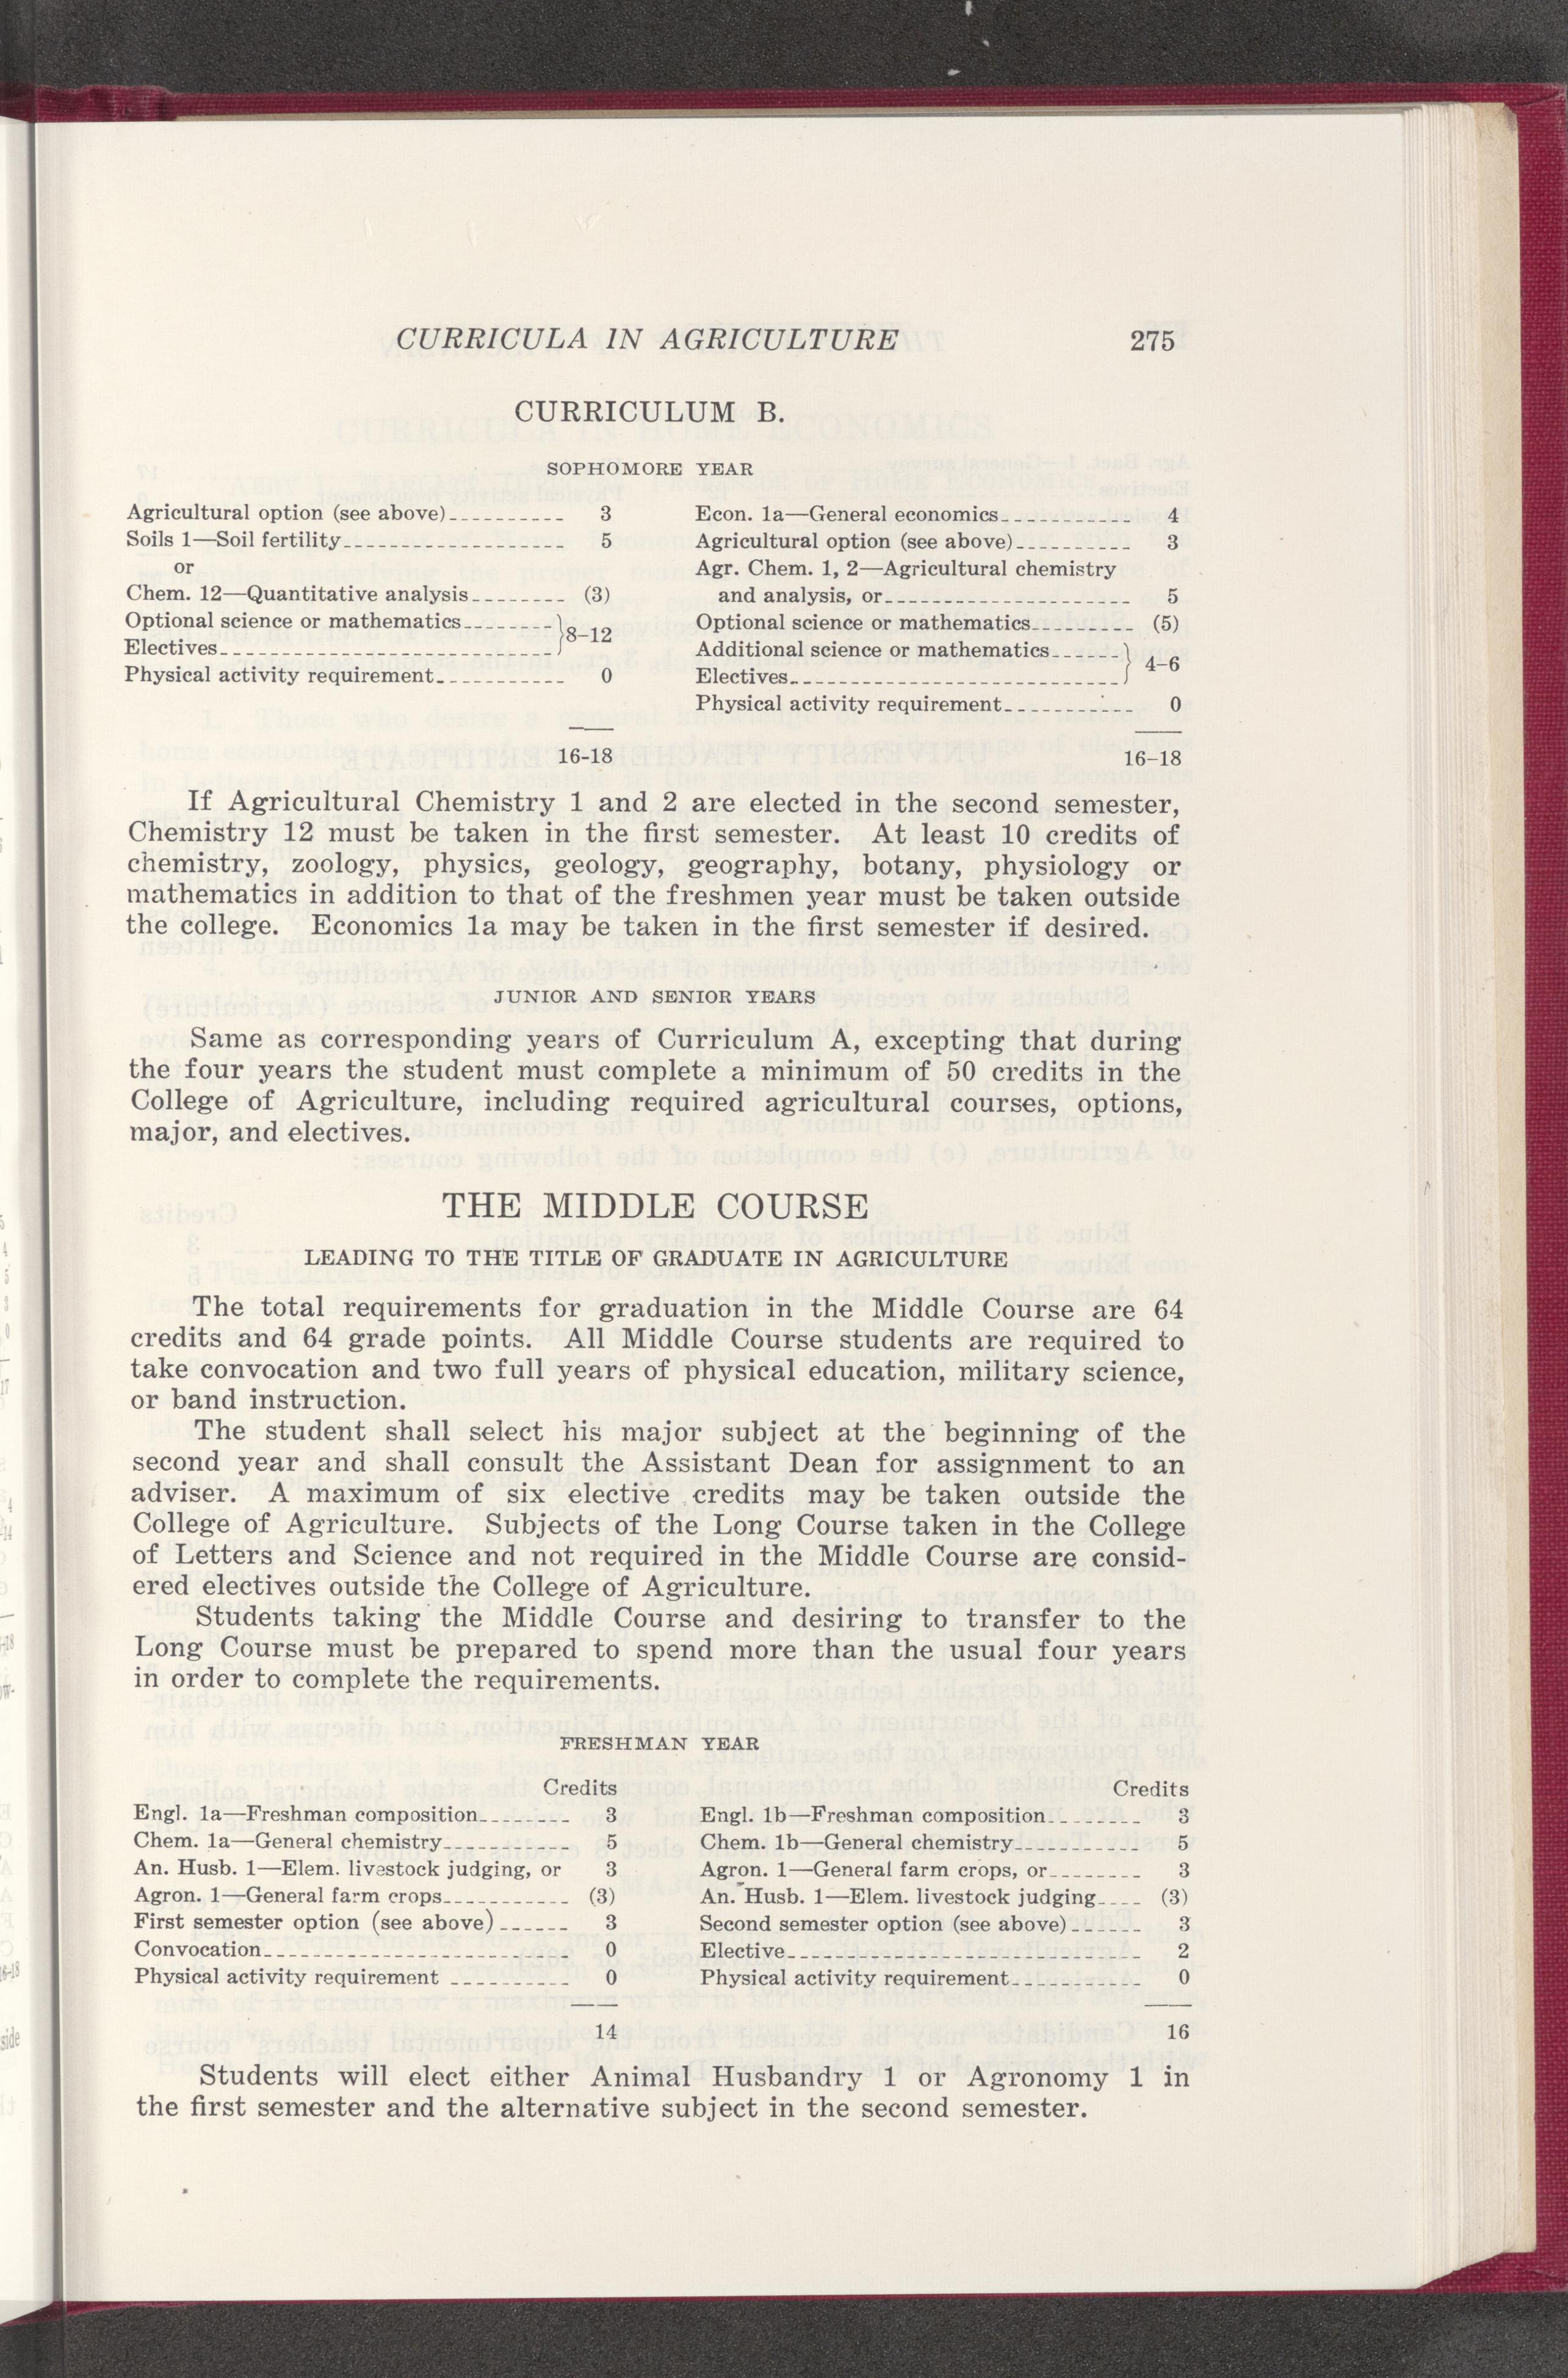 CURRICULA IN AGRICULTURE 275
CURRICULUM B.
SOPHOMORE YEAR
Agricultural option (see above) 3
Soils 1—Soil fertility 5
or
Chem. 12—Quantitative analysis (3)
Optional science or mathematics
Electives } 8–12
Physical activity requirement 0
16-18
Econ. 1a—General economics 4
Agricultural option (see above) 3
Agr. Chem. 1, 2—Agricultural chemistry
and analysis, or 5
Optional science or mathematics (5)
Additional science or mathematics
Electives } 4–6
Physical activity requirement 0
16–18
If Agricultural Chemistry 1 and 2 are elected in the second semester,
Chemistry 12 must be taken in the first semester. At least 10 credits of
chemistry, zoology, physics, geology, geography, botany, physiology or
mathematics in addition to that of the freshmen year must be taken outside
the college. Economics 1a may be taken in the first semester if desired.
JUNIOR AND SENIOR YEARS
Same as corresponding years of Curriculum A, excepting that during
the four years the student must complete a minimum of 50 credits in the
College of Agriculture, including required agricultural courses, options,
major, and electives.
THE MIDDLE COURSE
LEADING TO THE TITLE OF GRADUATE IN AGRICULTURE
The total requirements for graduation in the Middle Course are 64
credits and 64 grade points. All Middle Course students are required to
take convocation and two full years of physical education, military science,
or band instruction.
The student shall select his major subject at the beginning of the
second year and shall consult the Assistant Dean for assignment to an
adviser. A maximum of six elective credits may be taken outside the
College of Agriculture. Subjects of the Long Course taken in the College
of Letters and Science and not required in the Middle Course are consid-
ered electives outside the College of Agriculture.
Students taking the Middle Course and desiring to transfer to the
Long Course must be prepared to spend more than the usual four years
in order to complete the requirements.
FRESHMAN YEAR
Credits
Engl. 1a—Freshman composition 3
Chem. 1a—General chemistry 5
An. Husb. 1—Elem. livestock judging, or 3
Agron. 1—General farm crops (3)
First semester option (see above) 3
Convocation 0
Physical activity requirement 0
14
Credits
Engl. 1b—Freshman composition 3
Chem. 1b—General chemistry 5
Agron. 1—General farm crops, or 3
An. Husb. 1—Elem. livestock judging (3)
Second semester option (see above) 3
Elective 2
Physical activity requirement 0
16
Students will elect either Animal Husbandry 1 or Agronomy 1 in
the first semester and the alternative subject in the second semester.